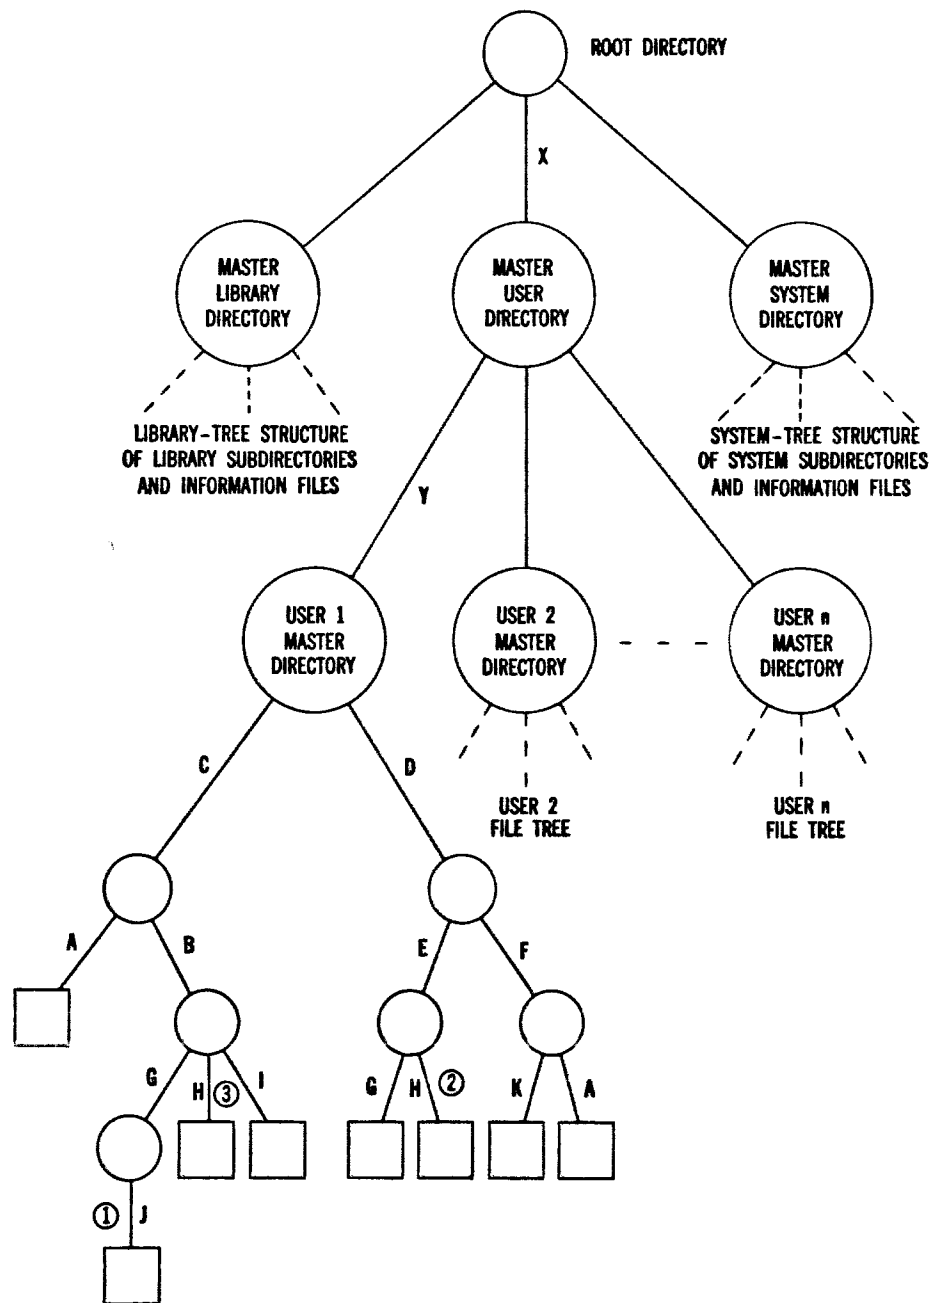 ROOT DIRECTORY
X
MASTER
LIBRARY
DIRECTORY
MASTER
USER
DIRECTORY
MASTER
SYSTEM
DIRECTORY
LIBRARY-TREE STRUCTURE
OF LIBRARY SUBDIRECTORIES
AND INFORMATION FILES
SYSTEM-TREE STRUCTURE
OF SYSTEM SUBDIRECTORIES
AND INFORMATION FILES
Y
USER 1
MASTER
DIRECTORY
USER 2
MASTER
DIRECTORY
USER n
MASTER
DIRECTORY
C
D
USER 2
FILE TREE
USER n
FILE TREE
A
B
E
F
G
H
③
I
G
H
②
K
A
①
J